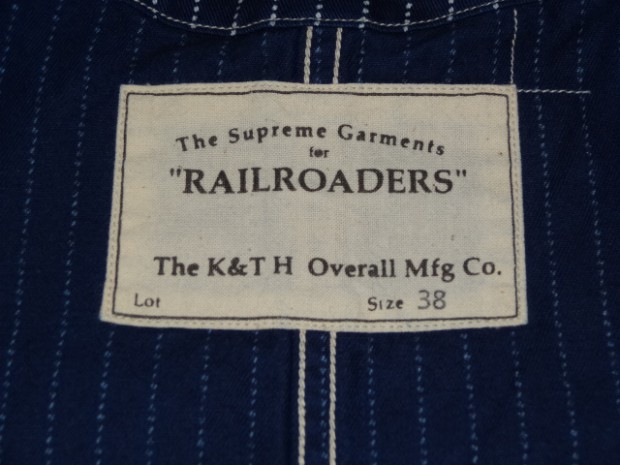 The Supreme Garments
for
"RAILROADERS"
The K&T H Overall Mfg Co.
Lot Size 38